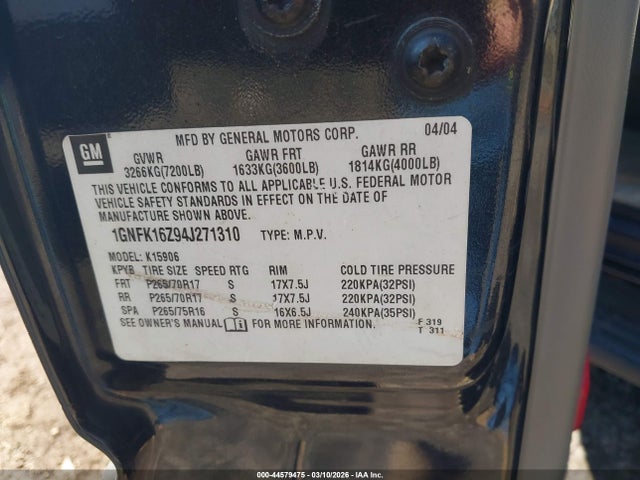 GM
MFD BY GENERAL MOTORS CORP. 04/04
GVWR GAWR FRT GAWR RR
3266KG(7200LB) 1633KG(3600LB) 1814KG(4000LB)
THIS VEHICLE CONFORMS TO ALL APPLICABLE U.S. FEDERAL MOTOR
VEHICLE SAFETY STANDARDS IN EFFECT ON THE DATE OF
MANUFACTURE SHOWN ABOVE.
1GNFK16Z94J271310 TYPE: M.P.V.
MODEL: K15906
KPYB TIRE SIZE SPEED RTG RIM COLD TIRE PRESSURE
FRT P265/70R17 S 17X7.5J 220KPA(32PSI)
RR P265/70R17 S 17X7.5J 220KPA(32PSI)
SPA P265/75R16 S 16X6.5J 240KPA(35PSI)
SEE OWNER'S MANUAL FOR MORE INFORMATION. F 319
T 311
000-44579475 - 03/10/2026 - IAA Inc.